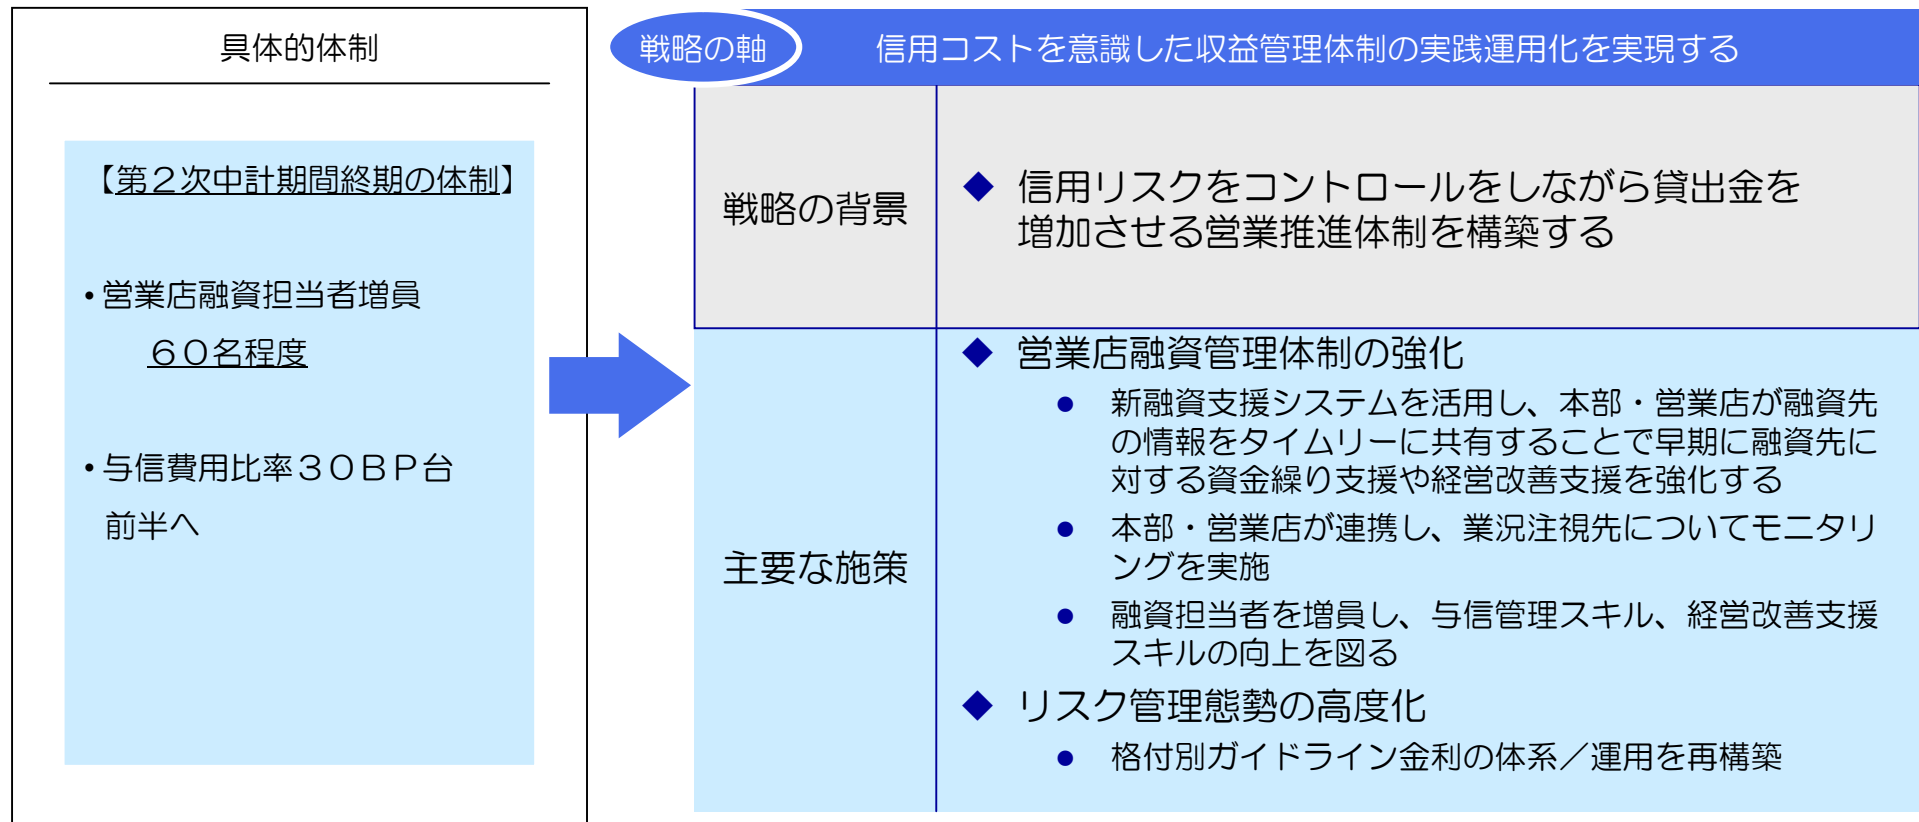 具体的体制
【第２次中計期間終期の体制】
・営業店融資担当者増員
６０名程度
・与信費用比率３０ＢＰ台
前半へ
戦略の軸
信用コストを意識した収益管理体制の実践運用化を実現する
戦略の背景
◆ 信用リスクをコントロールをしながら貸出金を
増加させる営業推進体制を構築する
主要な施策
◆ 営業店融資管理体制の強化
● 新融資支援システムを活用し、本部・営業店が融資先
の情報をタイムリーに共有することで早期に融資先に
対する資金繰り支援や経営改善支援を強化する
● 本部・営業店が連携し、業況注視先についてモニタリ
ングを実施
● 融資担当者を増員し、与信管理スキル、経営改善支援
スキルの向上を図る
◆ リスク管理態勢の高度化
● 格付別ガイドライン金利の体系／運用を再構築